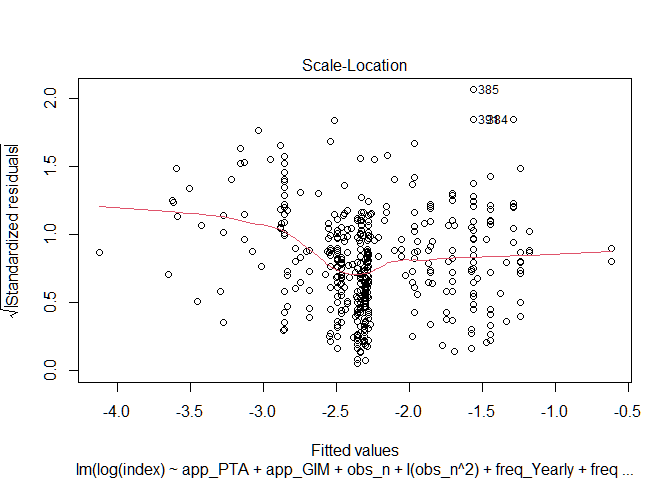 Scale-Location
√|Standardized residuals|
2.0
1.5
1.0
0.5
0.0
385
391
384
-4.0 -3.5 -3.0 -2.5 -2.0 -1.5 -1.0 -0.5
Fitted values
lm(log(index) ~ app_PTA + app_GIM + obs_n + I(obs_n^2) + freq_Yearly + freq ...